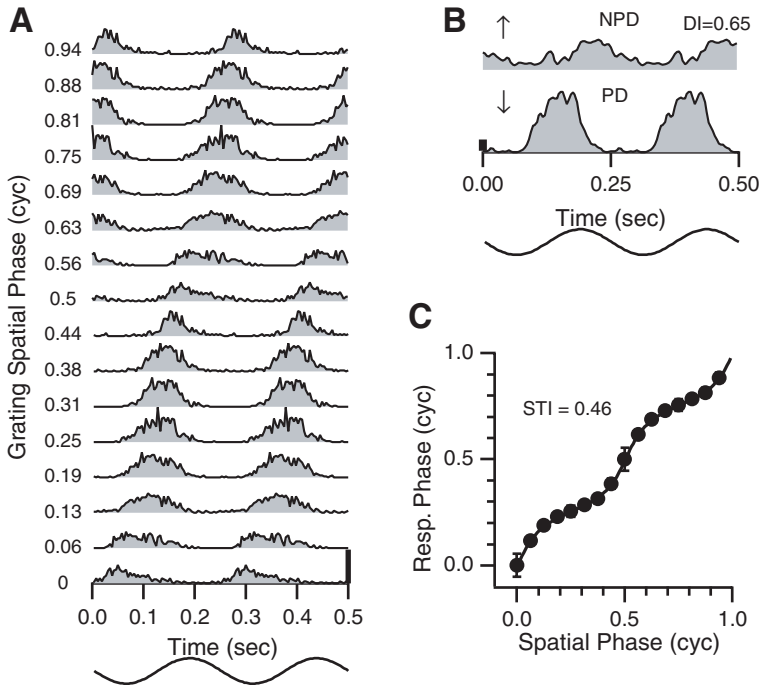 A
Grating Spatial Phase (cyc)
0.94
0.88
0.81
0.75
0.69
0.63
0.56
0.5
0.44
0.38
0.31
0.25
0.19
0.13
0.06
0
0.0 0.1 0.2 0.3 0.4 0.5
Time (sec)
B
↑ NPD DI=0.65
↓ PD
0.00 0.25 0.50
Time (sec)
C
Resp. Phase (cyc)
1.0
0.5
0.0
STI = 0.46
0.0 0.5 1.0
Spatial Phase (cyc)